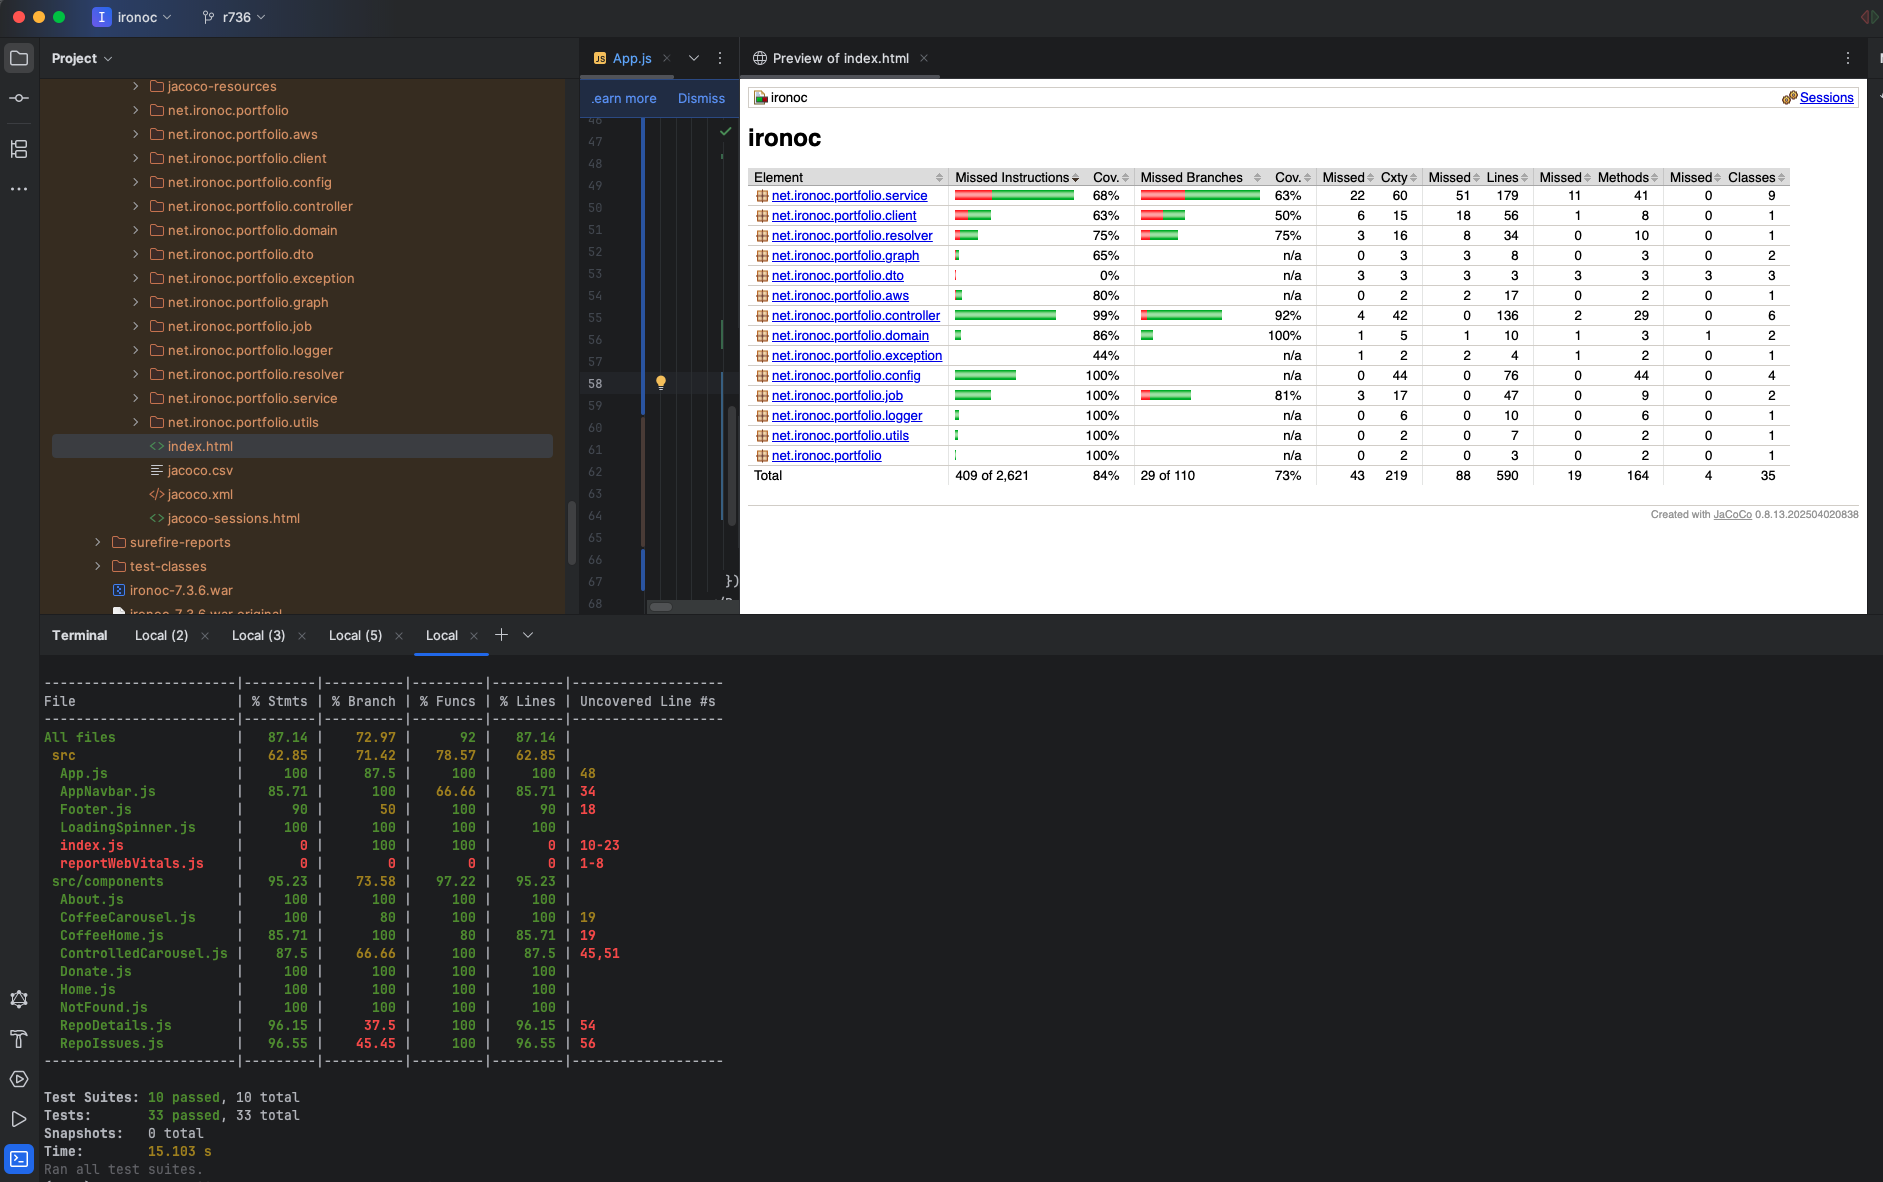 I ironoc r736
Project
jacoco-resources
net.ironoc.portfolio
net.ironoc.portfolio.aws
net.ironoc.portfolio.client
net.ironoc.portfolio.config
net.ironoc.portfolio.controller
net.ironoc.portfolio.domain
net.ironoc.portfolio.dto
net.ironoc.portfolio.exception
net.ironoc.portfolio.graph
net.ironoc.portfolio.job
net.ironoc.portfolio.logger
net.ironoc.portfolio.resolver
net.ironoc.portfolio.service
net.ironoc.portfolio.utils
<> index.html
jacoco.csv
</> jacoco.xml
<> jacoco-sessions.html
surefire-reports
test-classes
ironoc-7.3.6.war
ironoc-7.3.6.war.original
JS App.js
.earn more Dismiss
46
47
48
49
50
51
52
53
54
55
56
57
58
59
60
61
62
63
64
65
66
67 })
68
Preview of index.html
ironoc Sessions
ironoc
Element Missed Instructions Cov. Missed Branches Cov. Missed Cxty Missed Lines Missed Methods Missed Classes
net.ironoc.portfolio.service 68% 63% 22 60 51 179 11 41 0 9
net.ironoc.portfolio.client 63% 50% 6 15 18 56 1 8 0 1
net.ironoc.portfolio.resolver 75% 75% 3 16 8 34 0 10 0 1
net.ironoc.portfolio.graph 65% n/a 0 3 3 8 0 3 0 2
net.ironoc.portfolio.dto 0% n/a 3 3 3 3 3 3 3 3
net.ironoc.portfolio.aws 80% n/a 0 2 2 17 0 2 0 1
net.ironoc.portfolio.controller 99% 92% 4 42 0 136 2 29 0 6
net.ironoc.portfolio.domain 86% 100% 1 5 1 10 1 3 1 2
net.ironoc.portfolio.exception 44% n/a 1 2 2 4 1 2 0 1
net.ironoc.portfolio.config 100% n/a 0 44 0 76 0 44 0 4
net.ironoc.portfolio.job 100% 81% 3 17 0 47 0 9 0 2
net.ironoc.portfolio.logger 100% n/a 0 6 0 10 0 6 0 1
net.ironoc.portfolio.utils 100% n/a 0 2 0 7 0 2 0 1
net.ironoc.portfolio 100% n/a 0 2 0 3 0 2 0 1
Total 409 of 2,621 84% 29 of 110 73% 43 219 88 590 19 164 4 35
Created with JaCoCo 0.8.13.202504020838
Terminal Local (2) Local (3) Local (5) Local
------------------------|---------|----------|---------|---------|-------------------
File | % Stmts | % Branch | % Funcs | % Lines | Uncovered Line #s
------------------------|---------|----------|---------|---------|-------------------
All files | 87.14 | 72.97 | 92 | 87.14 |
src | 62.85 | 71.42 | 78.57 | 62.85 |
App.js | 100 | 87.5 | 100 | 100 | 48
AppNavbar.js | 85.71 | 100 | 66.66 | 85.71 | 34
Footer.js | 90 | 50 | 100 | 90 | 18
LoadingSpinner.js | 100 | 100 | 100 | 100 |
index.js | 0 | 100 | 100 | 0 | 10-23
reportWebVitals.js | 0 | 0 | 0 | 0 | 1-8
src/components | 95.23 | 73.58 | 97.22 | 95.23 |
About.js | 100 | 100 | 100 | 100 |
CoffeeCarousel.js | 100 | 80 | 100 | 100 | 19
CoffeeHome.js | 85.71 | 100 | 80 | 85.71 | 19
ControlledCarousel.js | 87.5 | 66.66 | 100 | 87.5 | 45,51
Donate.js | 100 | 100 | 100 | 100 |
Home.js | 100 | 100 | 100 | 100 |
NotFound.js | 100 | 100 | 100 | 100 |
RepoDetails.js | 96.15 | 37.5 | 100 | 96.15 | 54
RepoIssues.js | 96.55 | 45.45 | 100 | 96.55 | 56
------------------------|---------|----------|---------|---------|-------------------
Test Suites: 10 passed, 10 total
Tests: 33 passed, 33 total
Snapshots: 0 total
Time: 15.103 s
Ran all test suites.